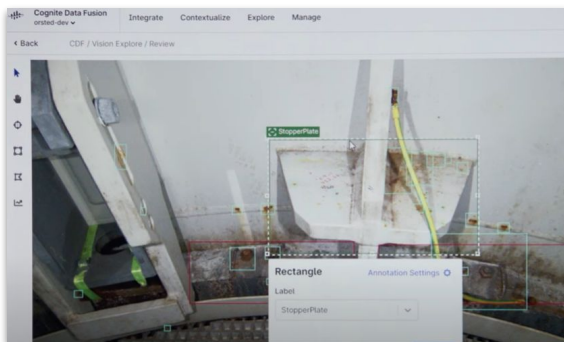 Cognite Data Fusion
orsted-dev
Integrate
Contextualize
Explore
Manage
< Back
CDF / Vision Explore / Review
StopperPlate
Rectangle
Annotation Settings
Label
StopperPlate